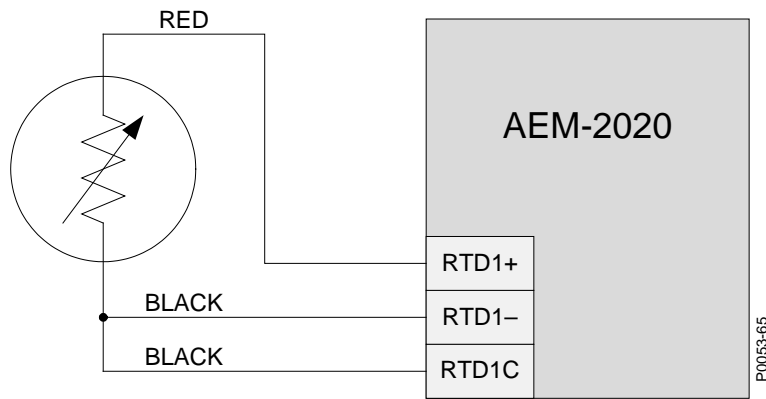 RED
AEM-2020
RTD1+
BLACK
RTD1–
BLACK
RTD1C
P0053-65